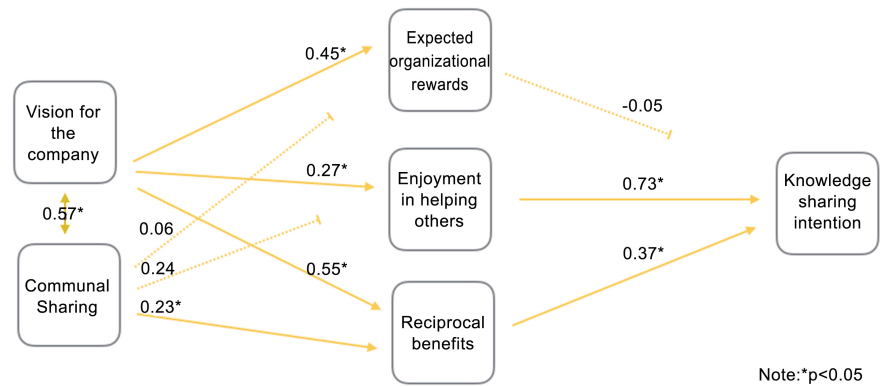 Expected
organizational
rewards
0.45*
Vision for
the
company
-0.05
0.27*
Enjoyment
in helping
others
0.73*
Knowledge
sharing
intention
0.57*
0.06
0.24
0.55*
0.37*
Communal
Sharing
0.23*
Reciprocal
benefits
Note:*p<0.05